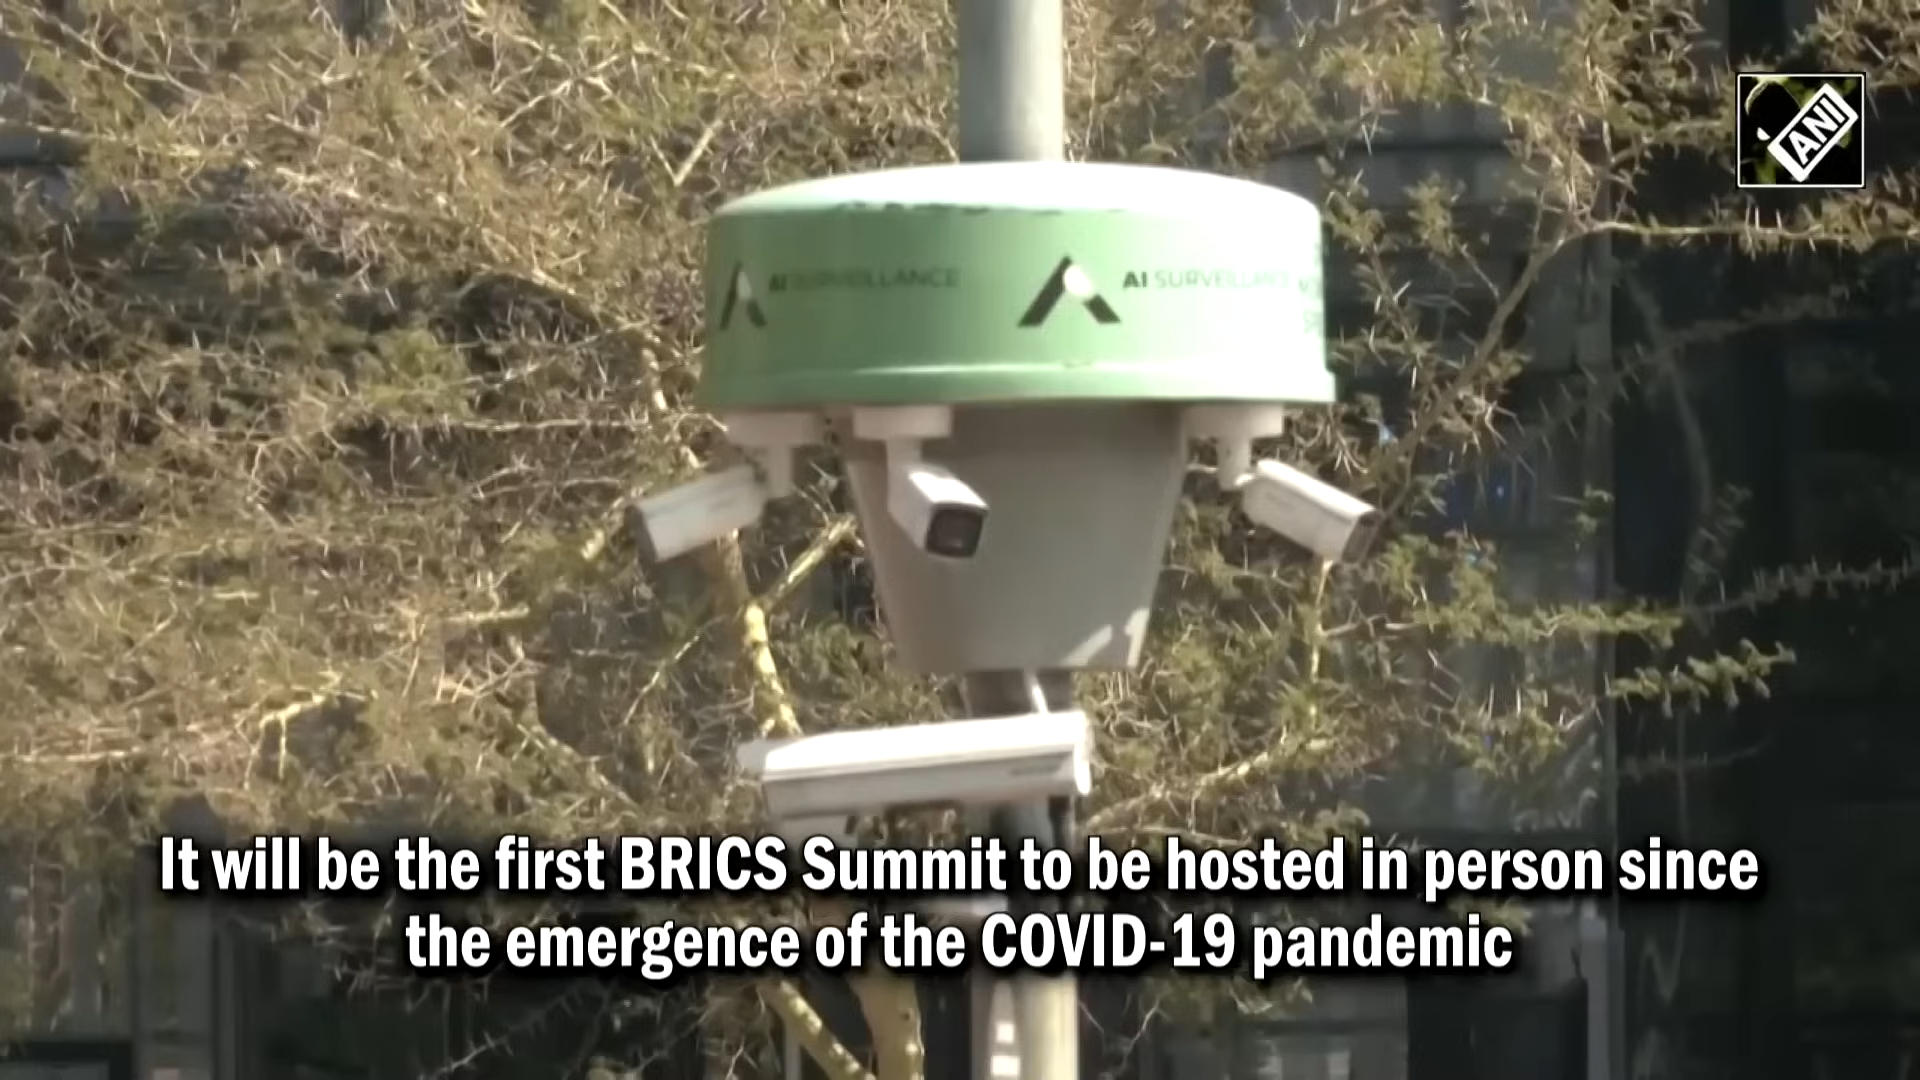 ANI
AI SURVEILLANCE
AI SURVEILLANCE
It will be the first BRICS Summit to be hosted in person since
the emergence of the COVID-19 pandemic